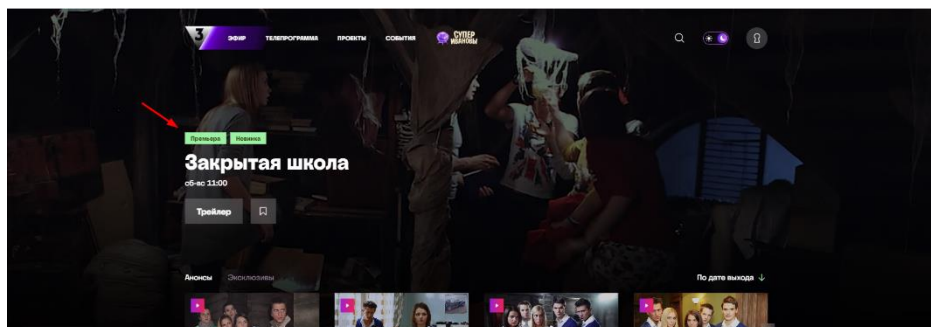 3 ЭФИР ТЕЛЕПРОГРАММА ПРОЕКТЫ СОБЫТИЯ СУПЕР
ИВАНОВЫ
Премьера Новинка
Закрытая школа
сб-вс 11:00
Трейлер
Анонсы Эксклюзивы По дате выхода ↓